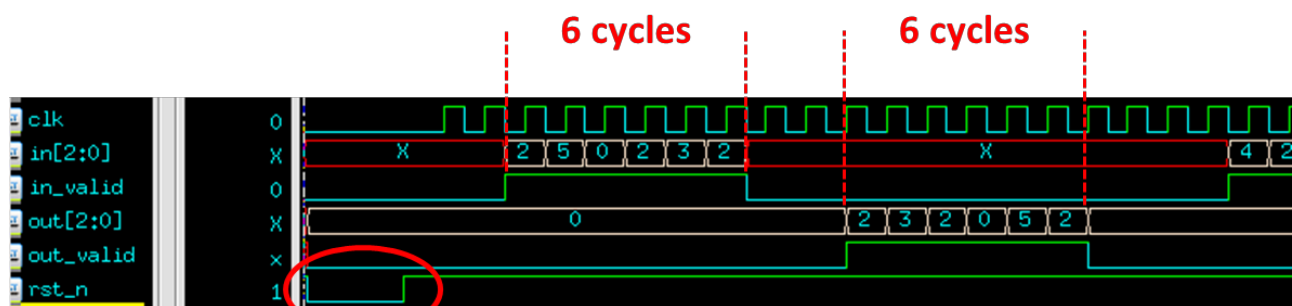 6 cycles 6 cycles
clk 0
in[2:0] X X 2 5 0 2 3 2 X 4 2
in_valid 0
out[2:0] X 0 2 3 2 0 5 2
out_valid x
rst_n 1